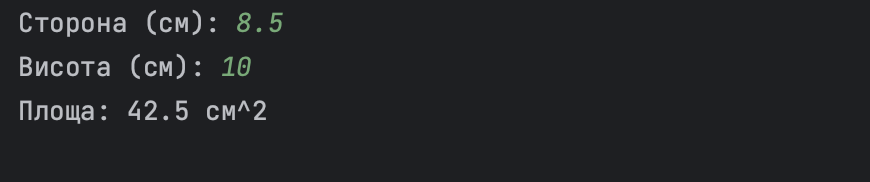 Сторона (см): 8.5
Висота (см): 10
Площа: 42.5 см^2